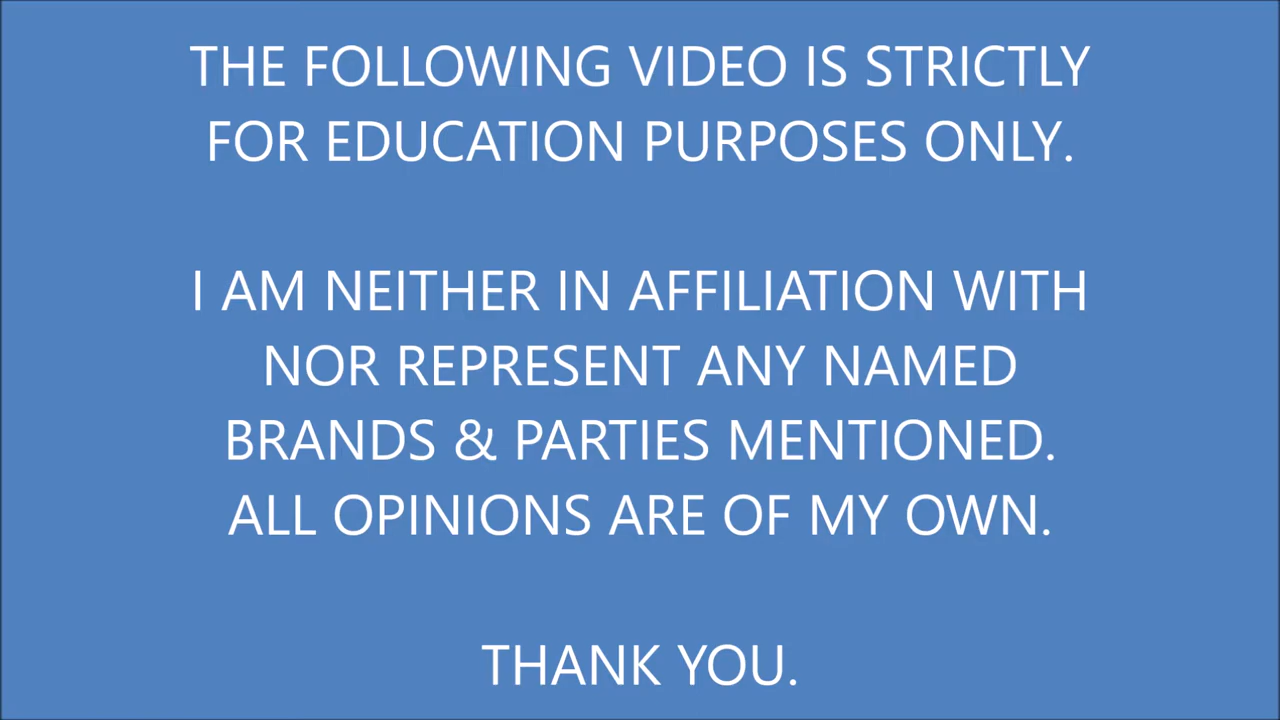 THE FOLLOWING VIDEO IS STRICTLY
FOR EDUCATION PURPOSES ONLY.
I AM NEITHER IN AFFILIATION WITH
NOR REPRESENT ANY NAMED
BRANDS & PARTIES MENTIONED.
ALL OPINIONS ARE OF MY OWN.
THANK YOU.